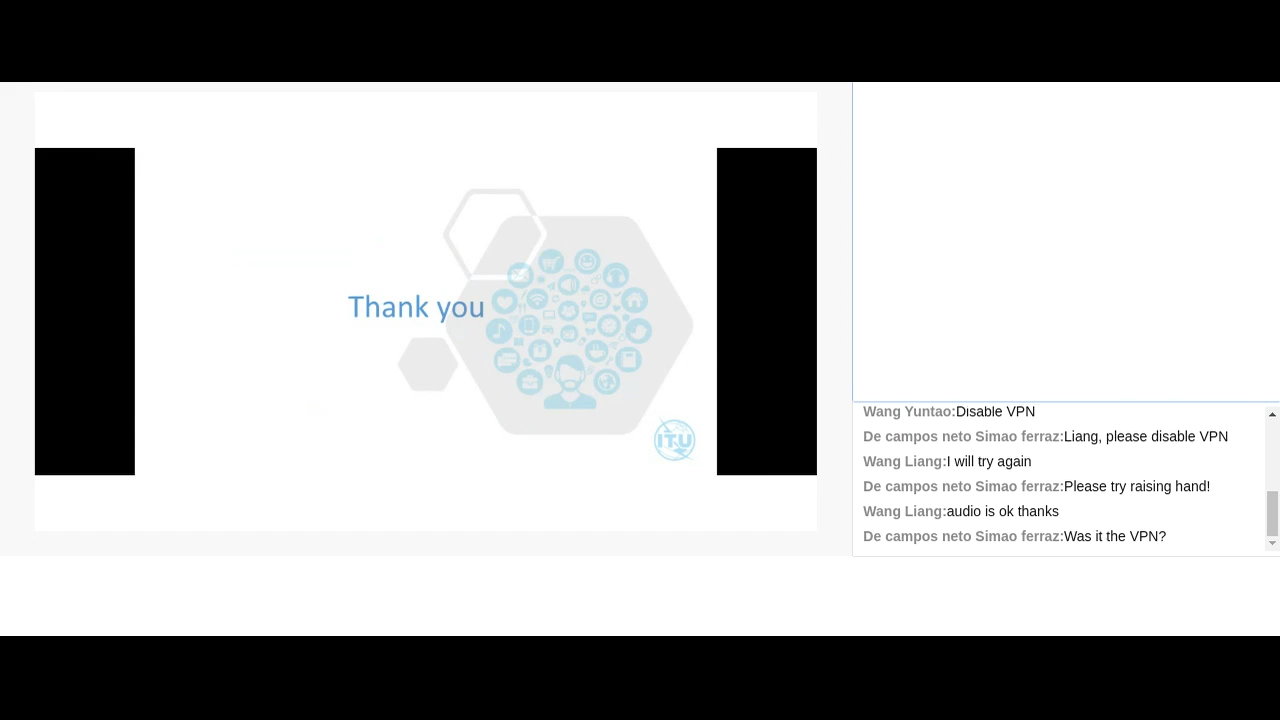 Thank you
ITU
Wang Yuntao:Disable VPN
De campos neto Simao ferraz:Liang, please disable VPN
Wang Liang:I will try again
De campos neto Simao ferraz:Please try raising hand!
Wang Liang:audio is ok thanks
De campos neto Simao ferraz:Was it the VPN?